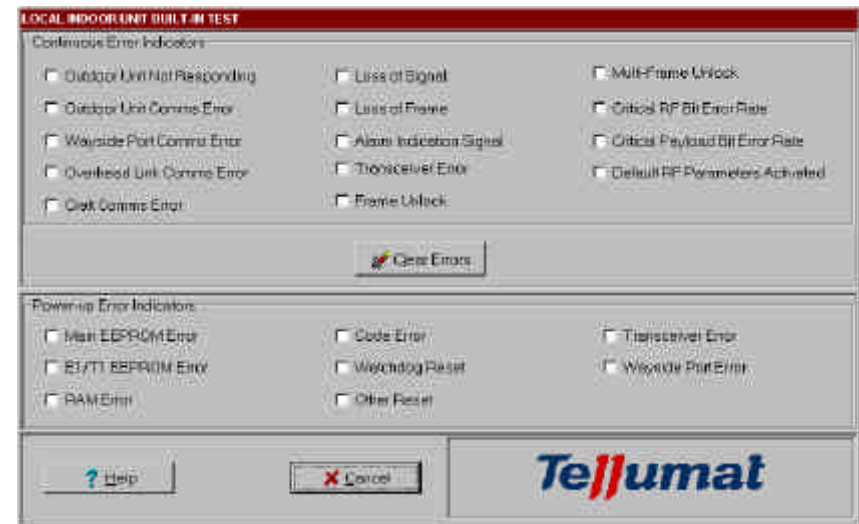 LOCAL INDOOR UNIT BUILT-IN TEST
Continuous Error Indicators
Outdoor Unit Not Responding
Outdoor Unit Comms Error
Wayside Port Comms Error
Overhead Link Comms Error
Craft Comms Error
Loss of Signal
Loss of Frame
Alarm Indication Signal
Transceiver Error
Frame Unlock
Multi-Frame Unlock
Critical RF Bit Error Rate
Critical Payload Bit Error Rate
Default RF Parameters Activated
Clear Errors
Power-up Error Indicators
Main EEPROM Error
E1/T1 EEPROM Error
RAM Error
Code Error
Watchdog Reset
Other Reset
Transceiver Error
Wayside Port Error
? Help
Cancel
Tellumat